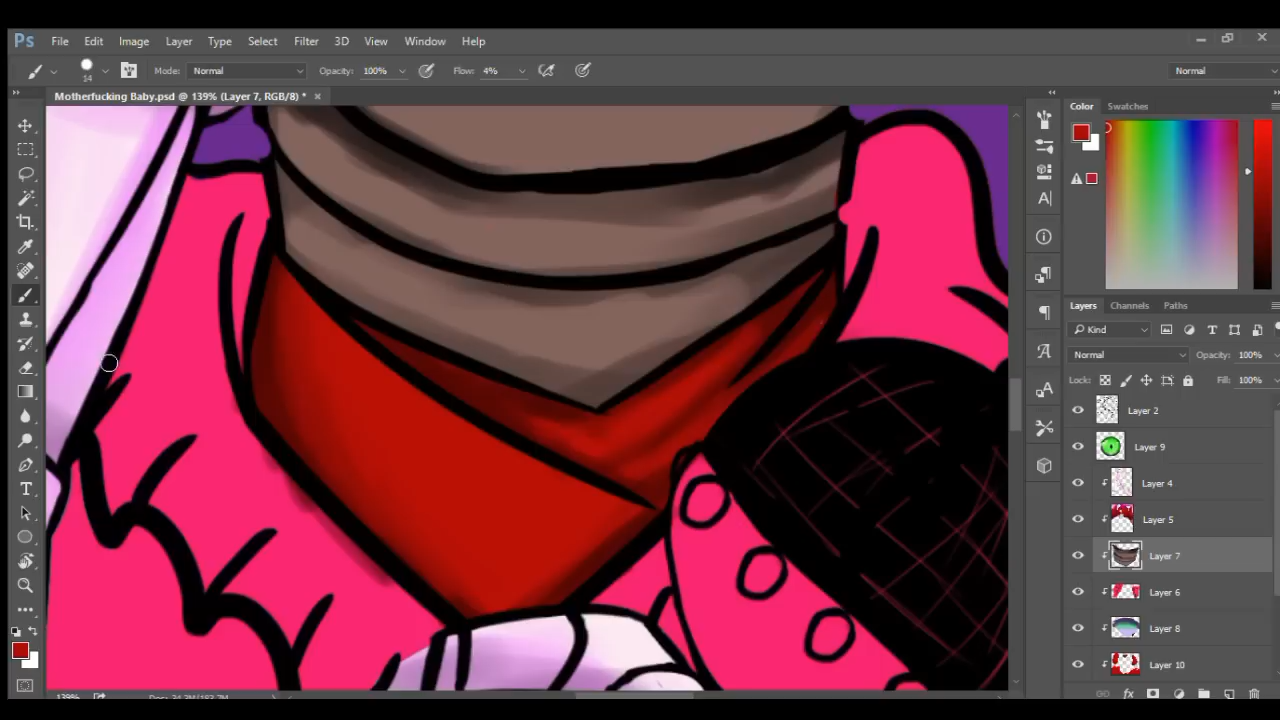 Ps File Edit Image Layer Type Select Filter 3D View Window Help
14 Mode: Normal Opacity: 100% Flow: 4% Normal
Motherfucking Baby.psd @ 139% (Layer 7, RGB/8) * ×
Color Swatches
Layers Channels Paths
Kind
Normal Opacity: 100%
Lock: Fill: 100%
Layer 2
Layer 9
Layer 4
Layer 5
Layer 7
Layer 6
Layer 8
Layer 10